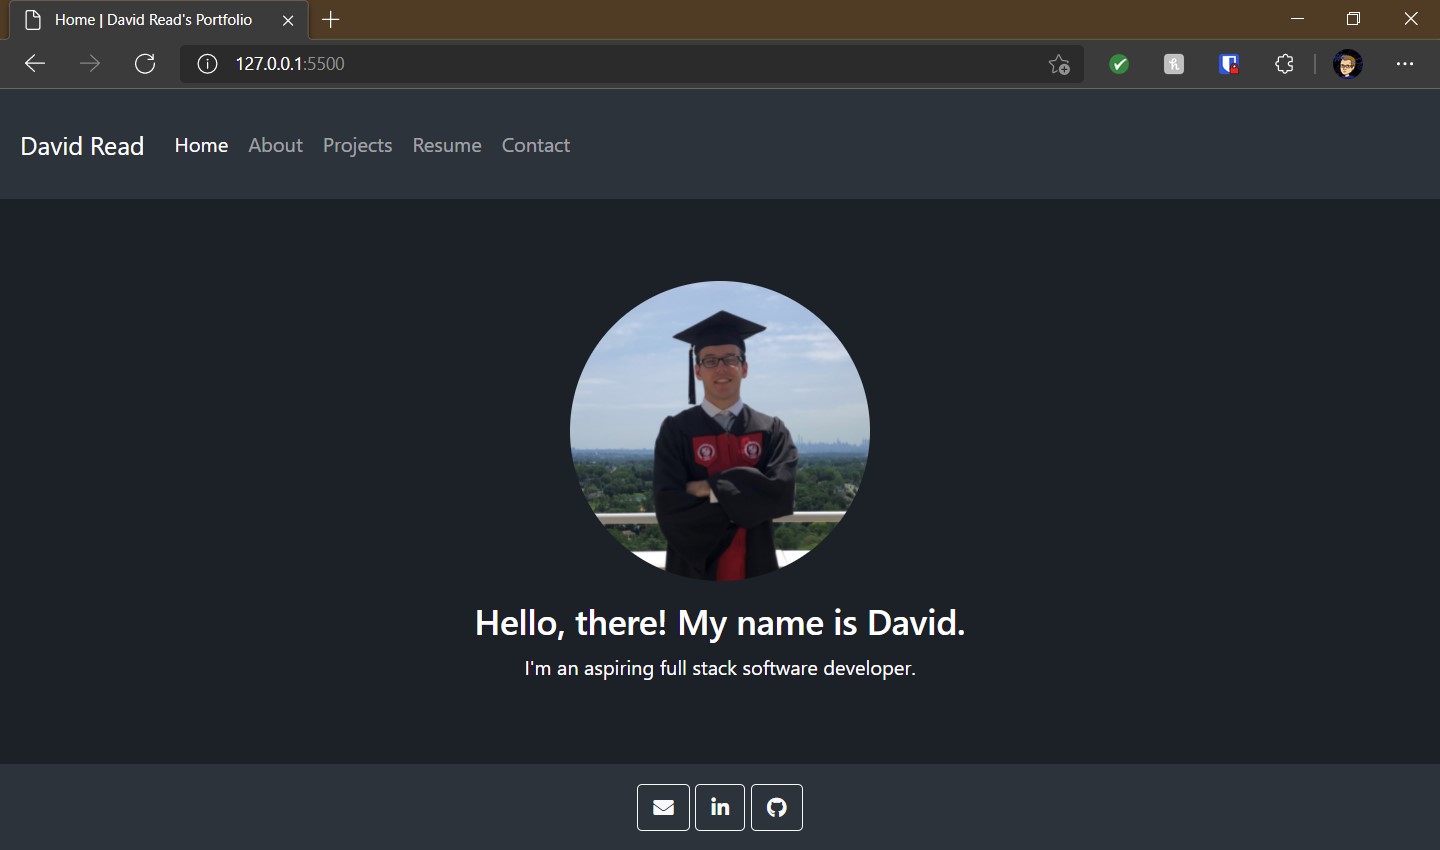 Home | David Read's Portfolio
127.0.0.1:5500
David Read Home About Projects Resume Contact
Hello, there! My name is David.
I'm an aspiring full stack software developer.
in